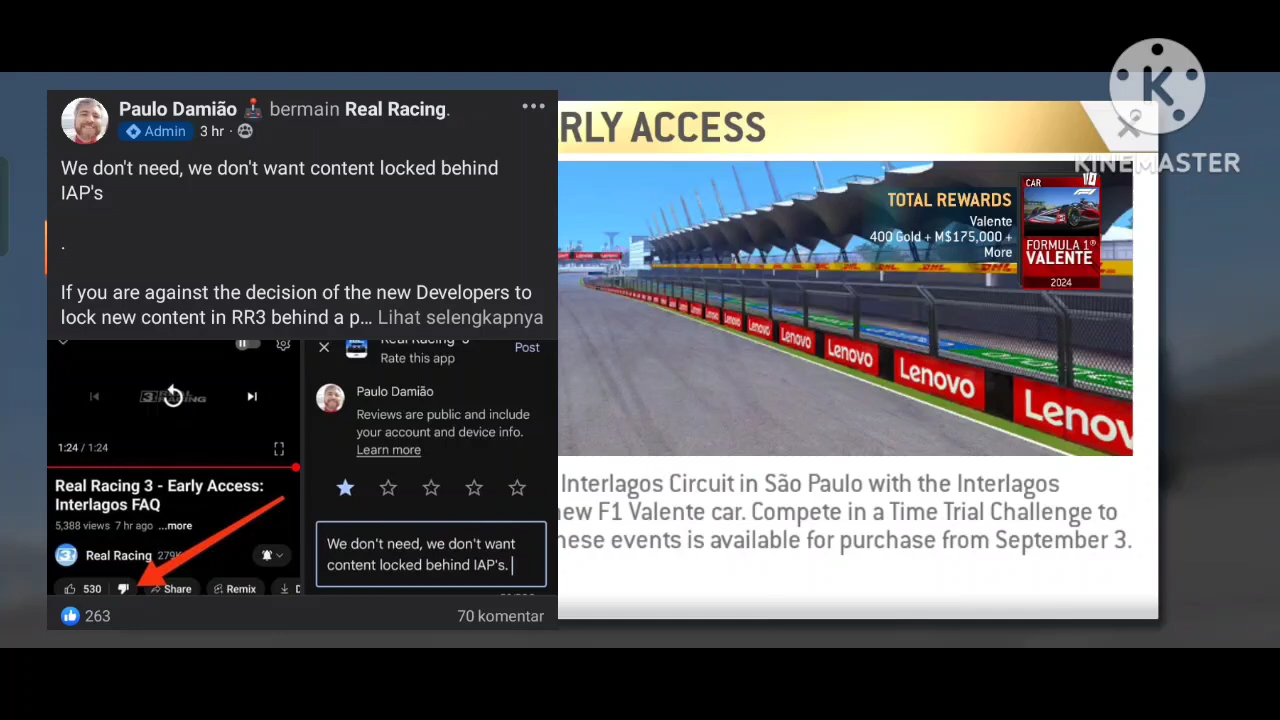 Paulo Damião 🕹️ bermain Real Racing.
Admin 3 hr ·
We don't need, we don't want content locked behind
IAP's
.
If you are against the decision of the new Developers to
lock new content in RR3 behind a p... Lihat selengkapnya
1:24 / 1:24
Real Racing 3 - Early Access:
Interlagos FAQ
5,388 views 7 hr ago ...more
Real Racing 279K
530 Share Remix D
Real Racing 3
Rate this app
Post
Paulo Damião
Reviews are public and include
your account and device info.
Learn more
We don't need, we don't want
content locked behind IAP's.
263 70 komentar
RLY ACCESS
KINEMASTER
TOTAL REWARDS
Valente
400 Gold + M$175,000 +
More
CAR
FORMULA 1®
VALENTE
2024
DHL
Lenovo
Lenovo
Lenovo
Lenovo
Lenov
Interlagos Circuit in São Paulo with the Interlagos
new F1 Valente car. Compete in a Time Trial Challenge to
hese events is available for purchase from September 3.